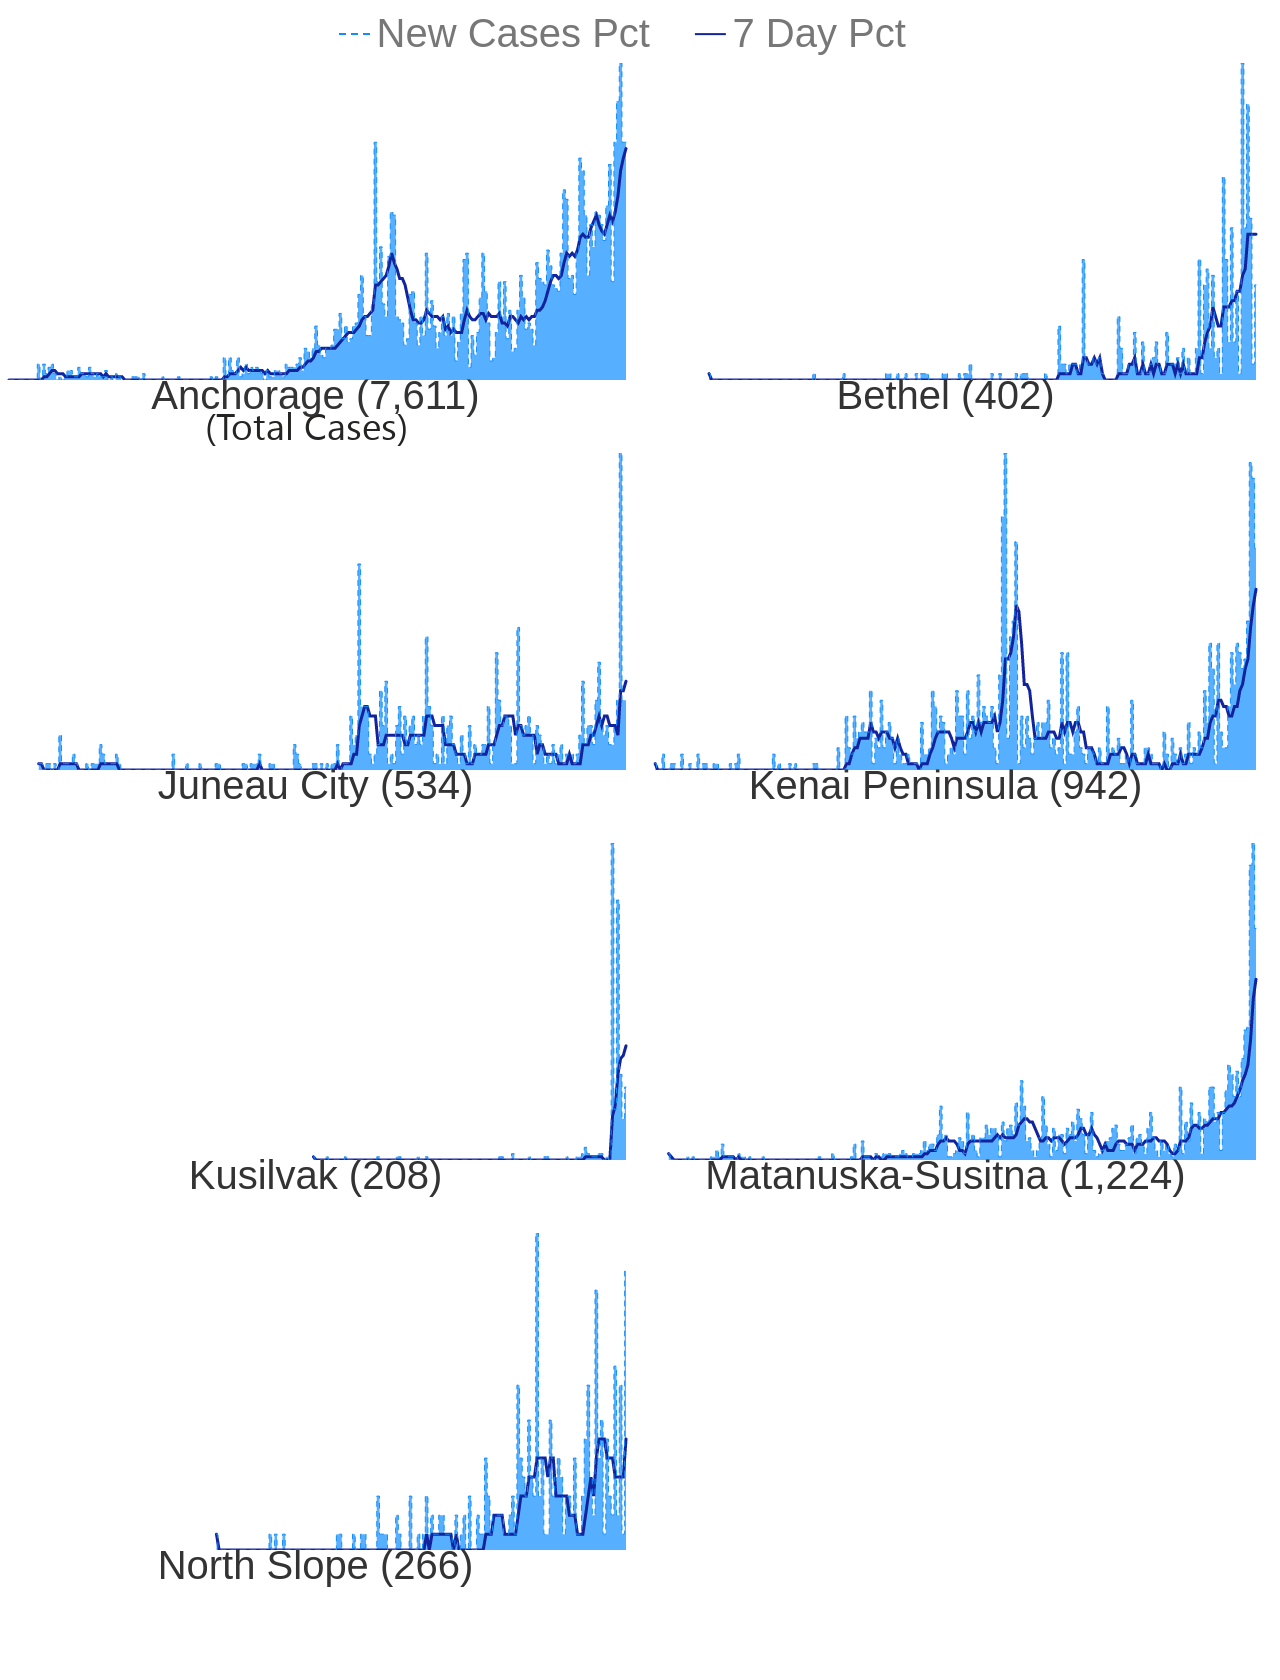 New Cases Pct 7 Day Pct
Anchorage (7,611)
(Total Cases)
Bethel (402)
Juneau City (534)
Kenai Peninsula (942)
Kusilvak (208)
Matanuska-Susitna (1,224)
North Slope (266)